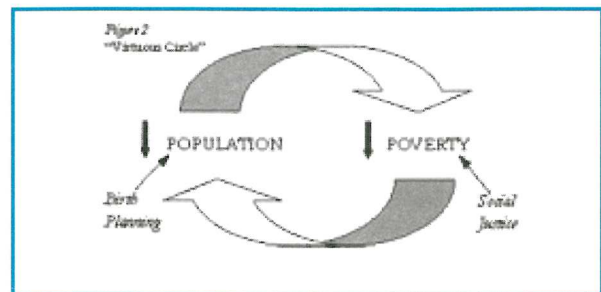 Figure 2
"Virtuous Circle"
POPULATION
POVERTY
Birth
Planning
Social
Justice